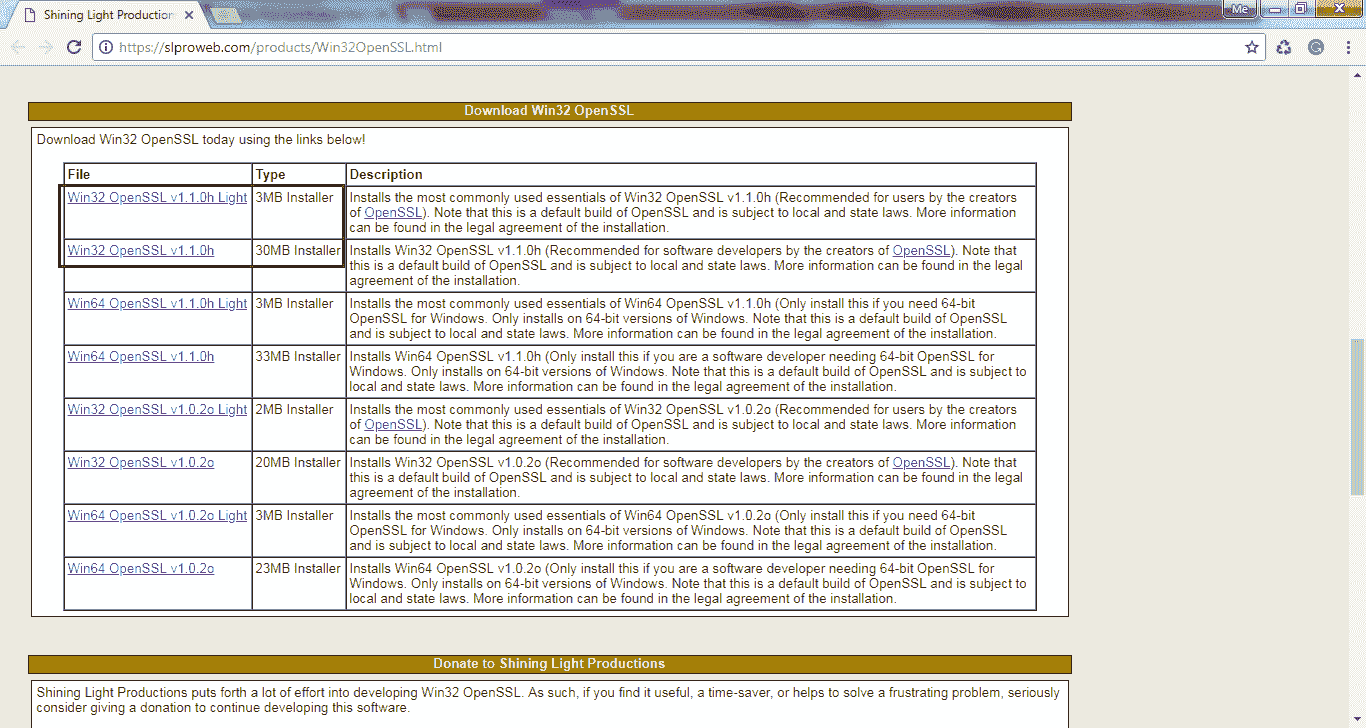 Shining Light Production
Me
https://slproweb.com/products/Win32OpenSSL.html
Download Win32 OpenSSL
Download Win32 OpenSSL today using the links below!
File Type Description
Win32 OpenSSL v1.1.0h Light 3MB Installer Installs the most commonly used essentials of Win32 OpenSSL v1.1.0h (Recommended for users by the creators
of OpenSSL). Note that this is a default build of OpenSSL and is subject to local and state laws. More information
can be found in the legal agreement of the installation.
Win32 OpenSSL v1.1.0h 30MB Installer Installs Win32 OpenSSL v1.1.0h (Recommended for software developers by the creators of OpenSSL). Note that
this is a default build of OpenSSL and is subject to local and state laws. More information can be found in the legal
agreement of the installation.
Win64 OpenSSL v1.1.0h Light 3MB Installer Installs the most commonly used essentials of Win64 OpenSSL v1.1.0h (Only install this if you need 64-bit
OpenSSL for Windows. Only installs on 64-bit versions of Windows. Note that this is a default build of OpenSSL
and is subject to local and state laws. More information can be found in the legal agreement of the installation.
Win64 OpenSSL v1.1.0h 33MB Installer Installs Win64 OpenSSL v1.1.0h (Only install this if you are a software developer needing 64-bit OpenSSL for
Windows. Only installs on 64-bit versions of Windows. Note that this is a default build of OpenSSL and is subject to
local and state laws. More information can be found in the legal agreement of the installation.
Win32 OpenSSL v1.0.2o Light 2MB Installer Installs the most commonly used essentials of Win32 OpenSSL v1.0.2o (Recommended for users by the creators
of OpenSSL). Note that this is a default build of OpenSSL and is subject to local and state laws. More information
can be found in the legal agreement of the installation.
Win32 OpenSSL v1.0.2o 20MB Installer Installs Win32 OpenSSL v1.0.2o (Recommended for software developers by the creators of OpenSSL). Note that
this is a default build of OpenSSL and is subject to local and state laws. More information can be found in the legal
agreement of the installation.
Win64 OpenSSL v1.0.2o Light 3MB Installer Installs the most commonly used essentials of Win64 OpenSSL v1.0.2o (Only install this if you need 64-bit
OpenSSL for Windows. Only installs on 64-bit versions of Windows. Note that this is a default build of OpenSSL
and is subject to local and state laws. More information can be found in the legal agreement of the installation.
Win64 OpenSSL v1.0.2o 23MB Installer Installs Win64 OpenSSL v1.0.2o (Only install this if you are a software developer needing 64-bit OpenSSL for
Windows. Only installs on 64-bit versions of Windows. Note that this is a default build of OpenSSL and is subject to
local and state laws. More information can be found in the legal agreement of the installation.
Donate to Shining Light Productions
Shining Light Productions puts forth a lot of effort into developing Win32 OpenSSL. As such, if you find it useful, a time-saver, or helps to solve a frustrating problem, seriously
consider giving a donation to continue developing this software.